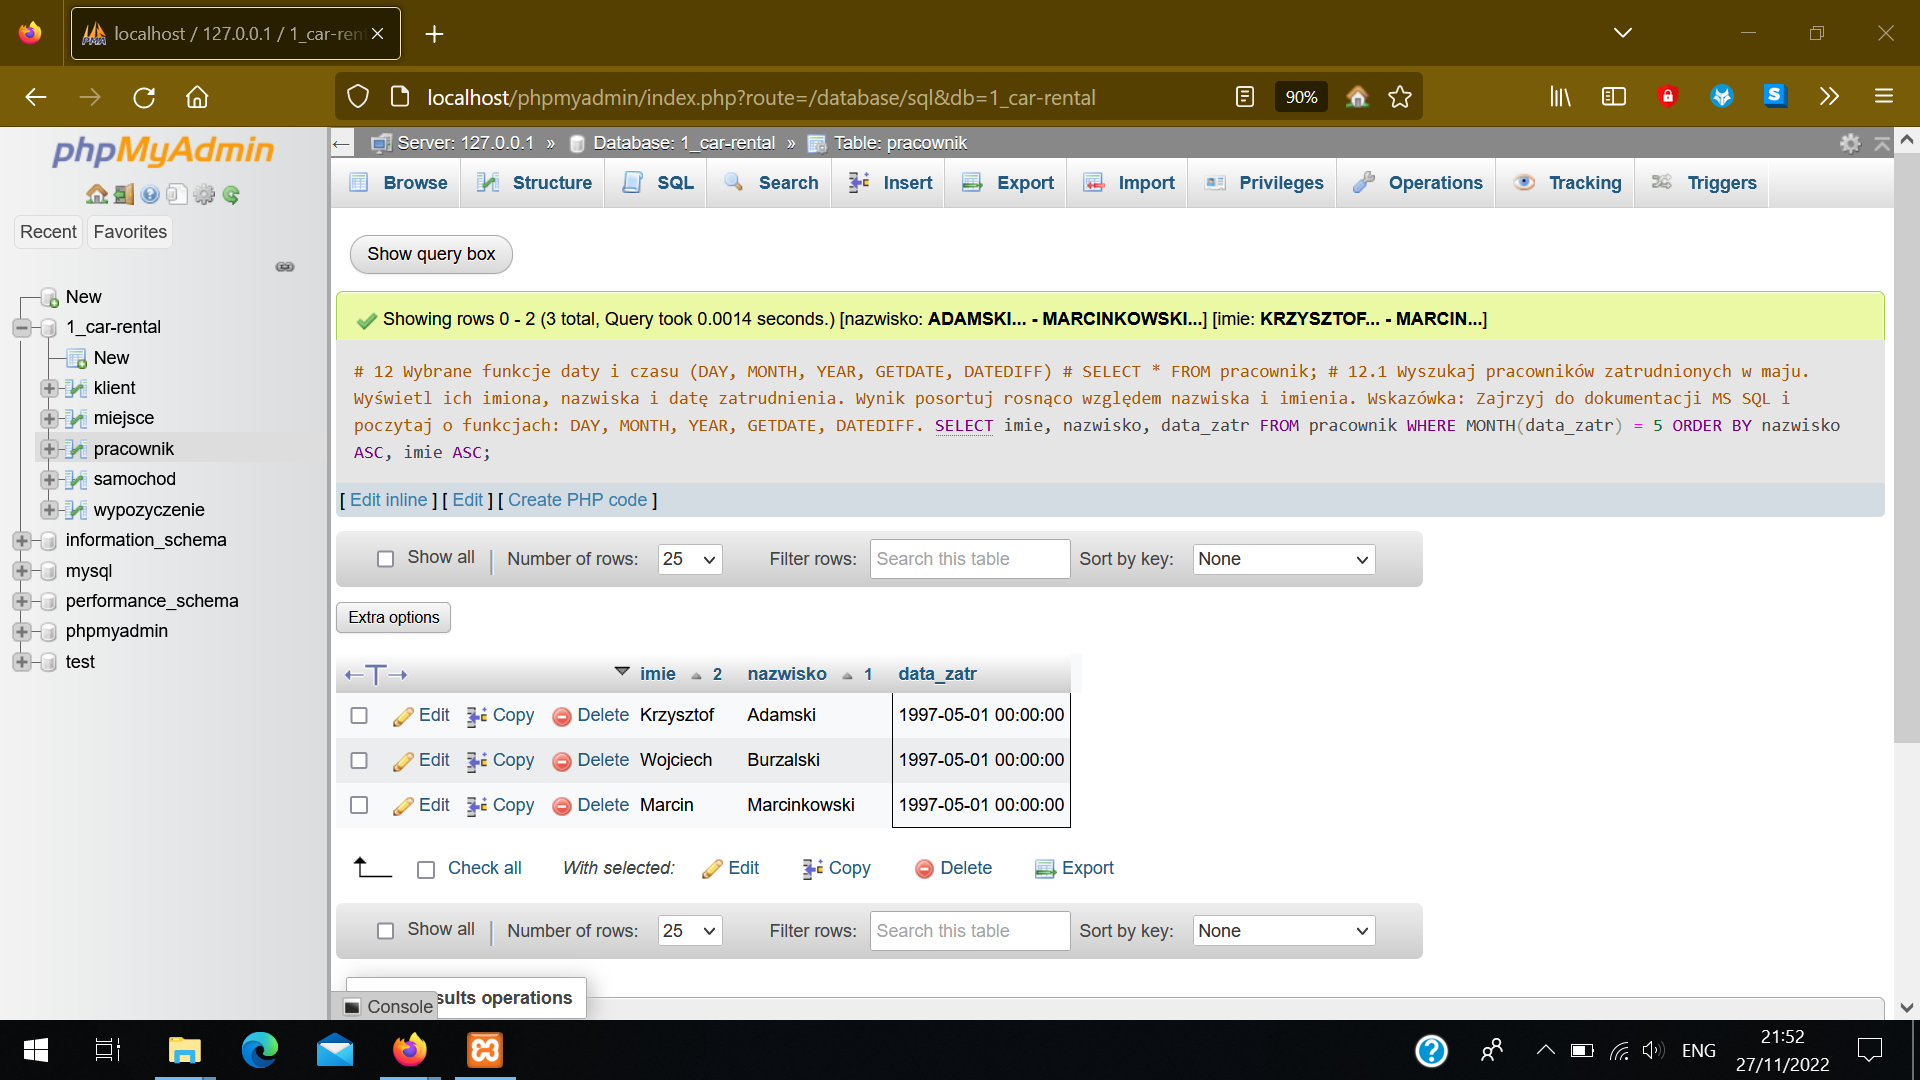 localhost / 127.0.0.1 / 1_car-ren
localhost/phpmyadmin/index.php?route=/database/sql&db=1_car-rental
90%
phpMyAdmin
Recent
Favorites
New
1_car-rental
New
klient
miejsce
pracownik
samochod
wypozyczenie
information_schema
mysql
performance_schema
phpmyadmin
test
Server: 127.0.0.1 » Database: 1_car-rental » Table: pracownik
Browse Structure SQL Search Insert Export Import Privileges Operations Tracking Triggers
Show query box
Showing rows 0 - 2 (3 total, Query took 0.0014 seconds.) [nazwisko: ADAMSKI... - MARCINKOWSKI...] [imie: KRZYSZTOF... - MARCIN...]
# 12 Wybrane funkcje daty i czasu (DAY, MONTH, YEAR, GETDATE, DATEDIFF) # SELECT * FROM pracownik; # 12.1 Wyszukaj pracowników zatrudnionych w maju.
Wyświetl ich imiona, nazwiska i datę zatrudnienia. Wynik posortuj rosnąco względem nazwiska i imienia. Wskazówka: Zajrzyj do dokumentacji MS SQL i
poczytaj o funkcjach: DAY, MONTH, YEAR, GETDATE, DATEDIFF. SELECT imie, nazwisko, data_zatr FROM pracownik WHERE MONTH(data_zatr) = 5 ORDER BY nazwisko
ASC, imie ASC;
[ Edit inline ] [ Edit ] [ Create PHP code ]
Show all | Number of rows: 25 Filter rows: Search this table Sort by key: None
Extra options
imie 2 nazwisko 1 data_zatr
Edit Copy Delete Krzysztof Adamski 1997-05-01 00:00:00
Edit Copy Delete Wojciech Burzalski 1997-05-01 00:00:00
Edit Copy Delete Marcin Marcinkowski 1997-05-01 00:00:00
Check all With selected: Edit Copy Delete Export
Show all | Number of rows: 25 Filter rows: Search this table Sort by key: None
sults operations
Console
ENG
21:52
27/11/2022